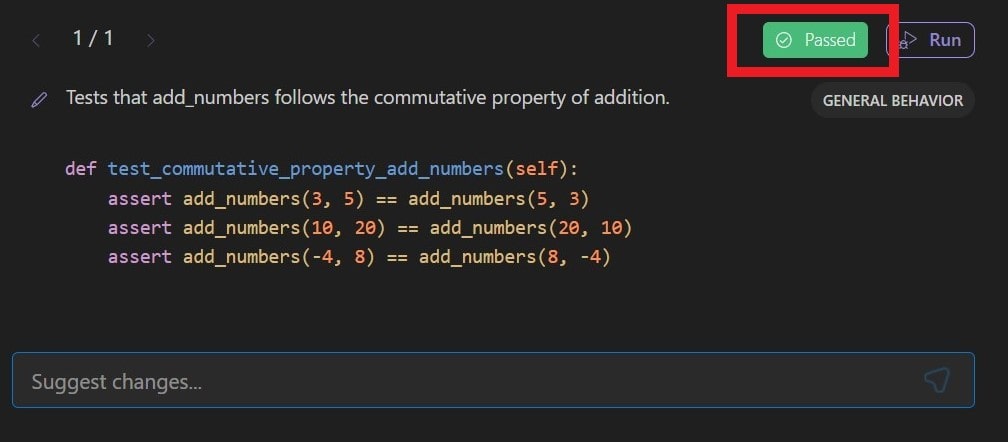 1 / 1
Passed
Run
Tests that add_numbers follows the commutative property of addition.
GENERAL BEHAVIOR
def test_commutative_property_add_numbers(self):
    assert add_numbers(3, 5) == add_numbers(5, 3)
    assert add_numbers(10, 20) == add_numbers(20, 10)
    assert add_numbers(-4, 8) == add_numbers(8, -4)
Suggest changes...